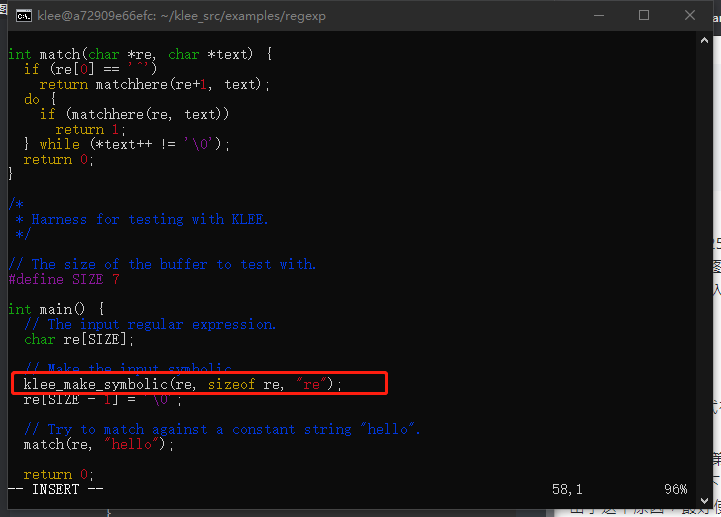 klee@a72909e66efc: ~/klee_src/examples/regexp
int match(char *re, char *text) {
if (re[0] == '^')
return matchhere(re+1, text);
do {
if (matchhere(re, text))
return 1;
} while (*text++ != '\0');
return 0;
}
/*
* Harness for testing with KLEE.
*/
// The size of the buffer to test with.
#define SIZE 7
int main() {
// The input regular expression.
char re[SIZE];
// Make the input symbolic.
klee_make_symbolic(re, sizeof re, "re");
re[SIZE - 1] = '\0';
// Try to match against a constant string "hello".
match(re, "hello");
return 0;
-- INSERT -- 58,1 96%